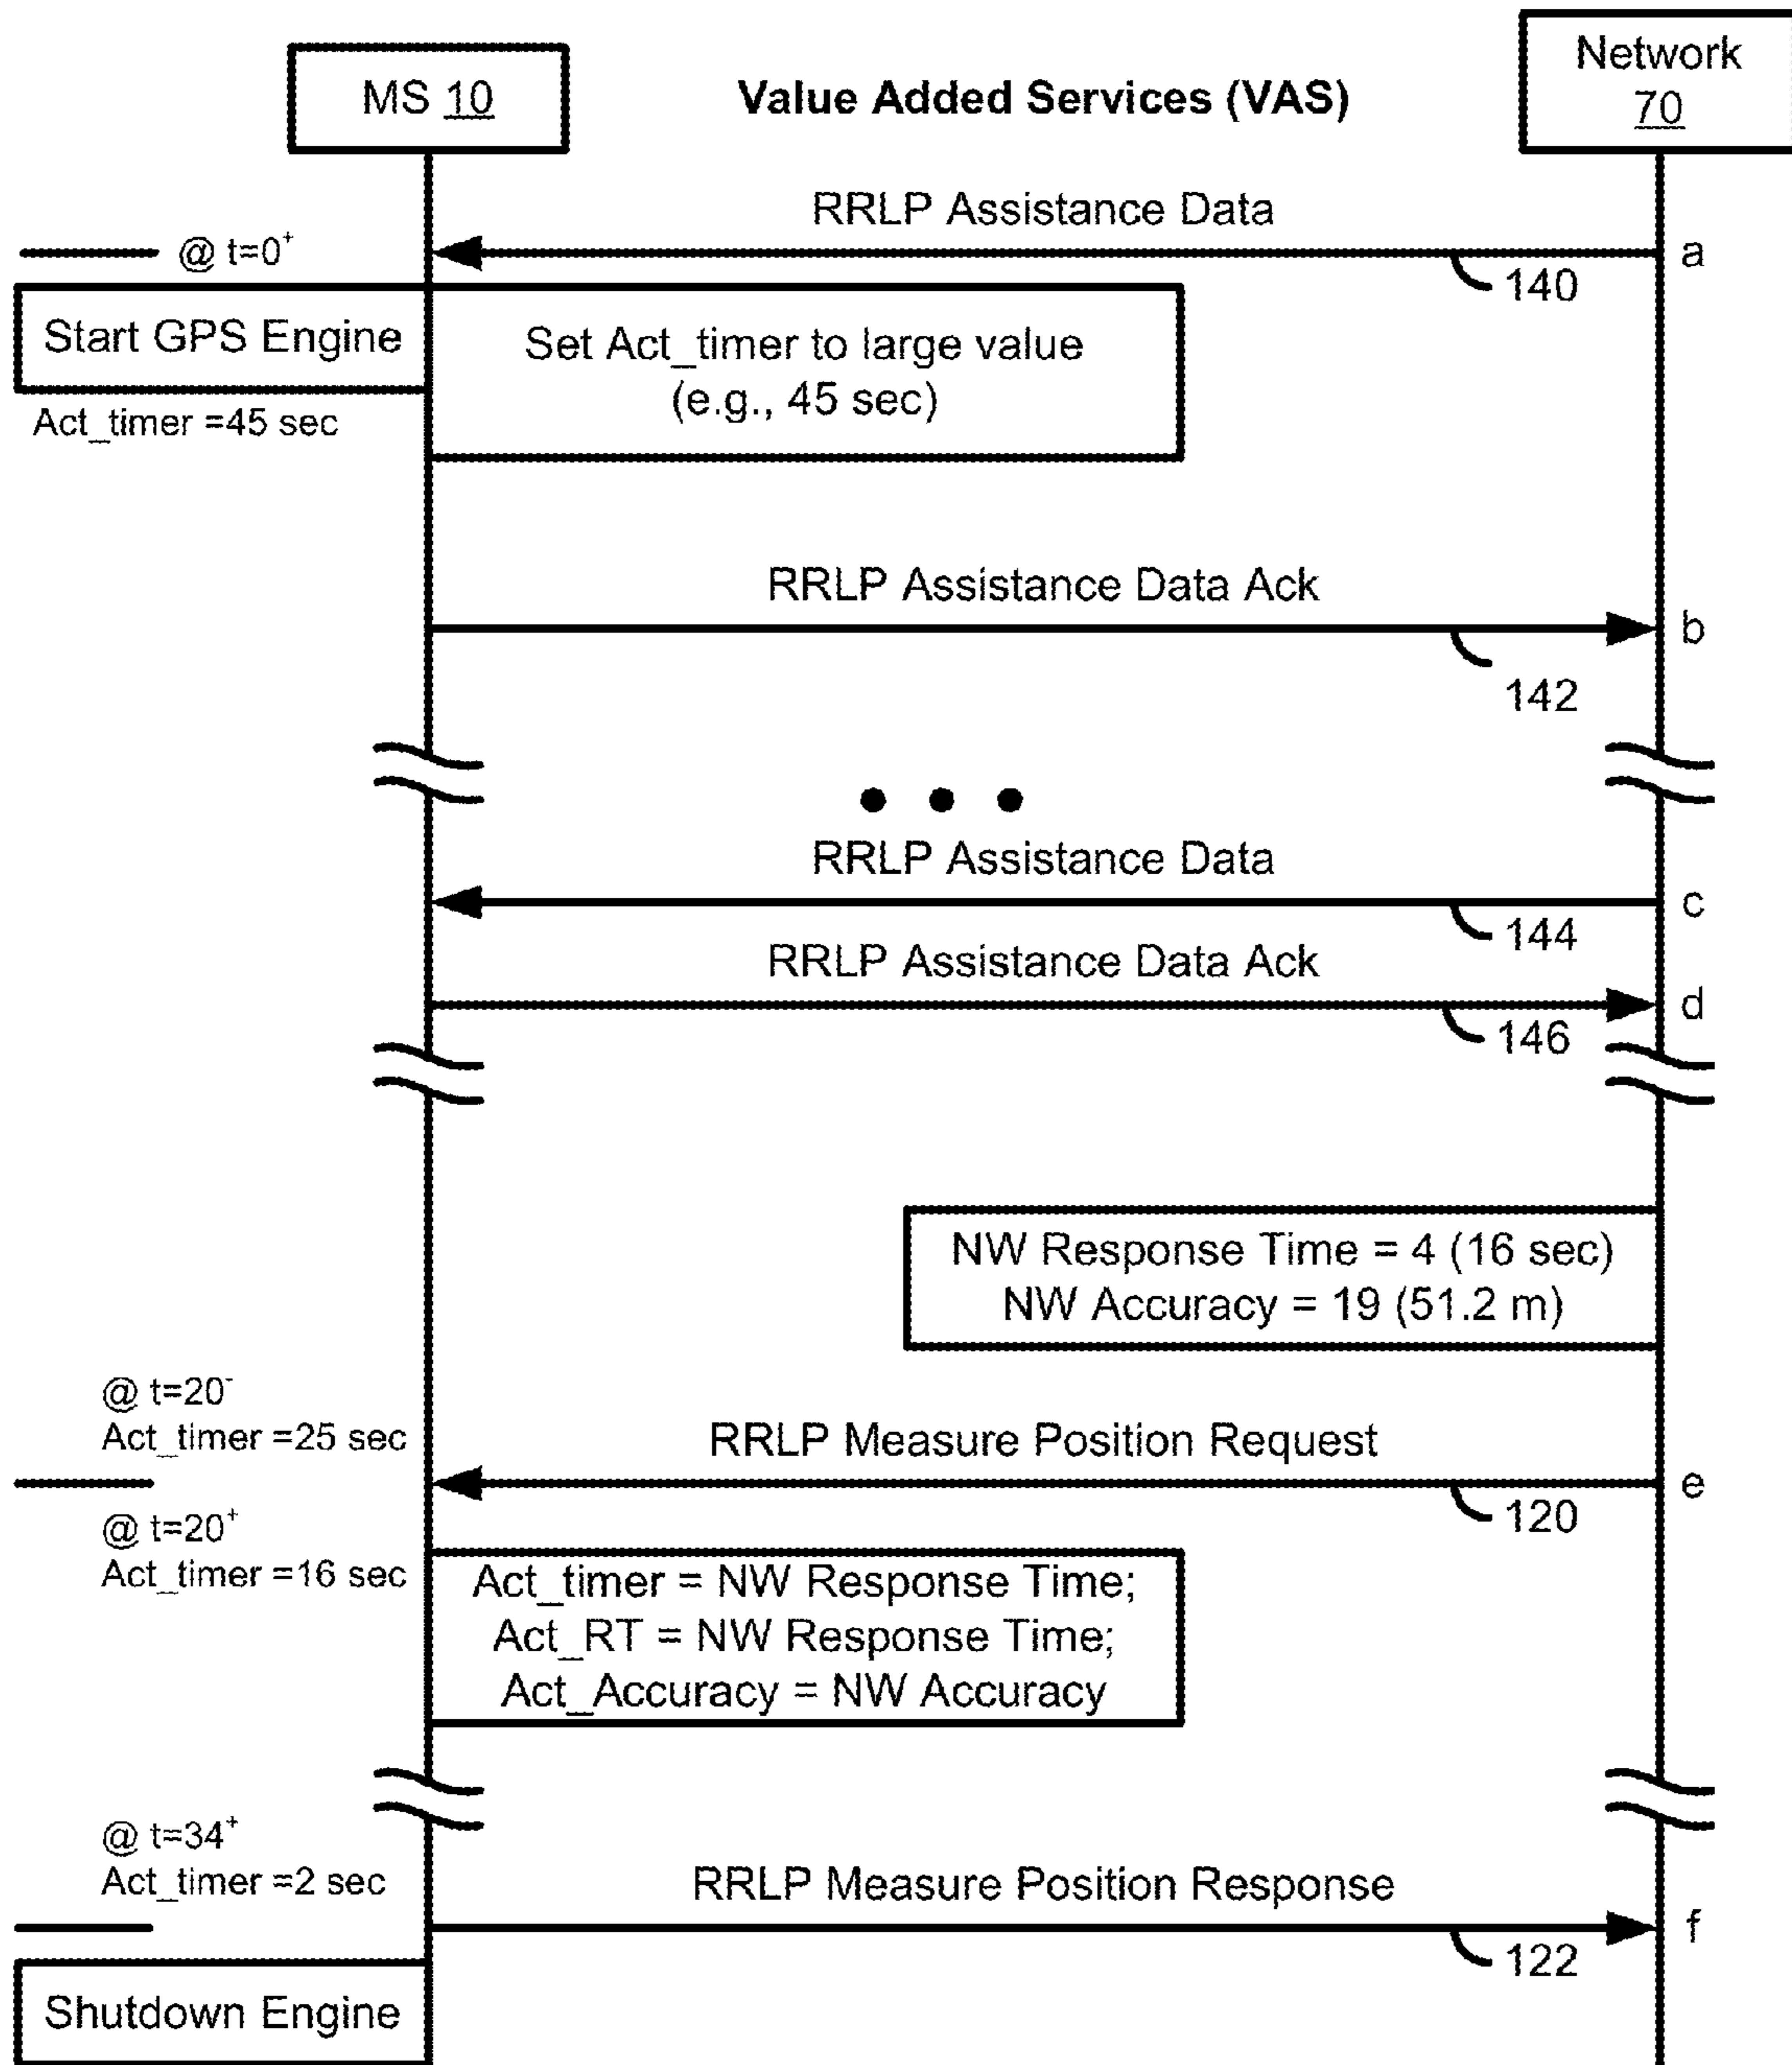 MS 10
Value Added Services (VAS)
Network
70
RRLP Assistance Data
@ t=0⁺
a
140
Start GPS Engine
Set Act_timer to large value
(e.g., 45 sec)
Act_timer =45 sec
RRLP Assistance Data Ack
b
142
• • •
RRLP Assistance Data
c
144
RRLP Assistance Data Ack
d
146
NW Response Time = 4 (16 sec)
NW Accuracy = 19 (51.2 m)
@ t=20⁻
Act_timer =25 sec
RRLP Measure Position Request
e
120
@ t=20⁺
Act_timer =16 sec
Act_timer = NW Response Time;
Act_RT = NW Response Time;
Act_Accuracy = NW Accuracy
@ t=34⁺
Act_timer =2 sec
RRLP Measure Position Response
f
122
Shutdown Engine